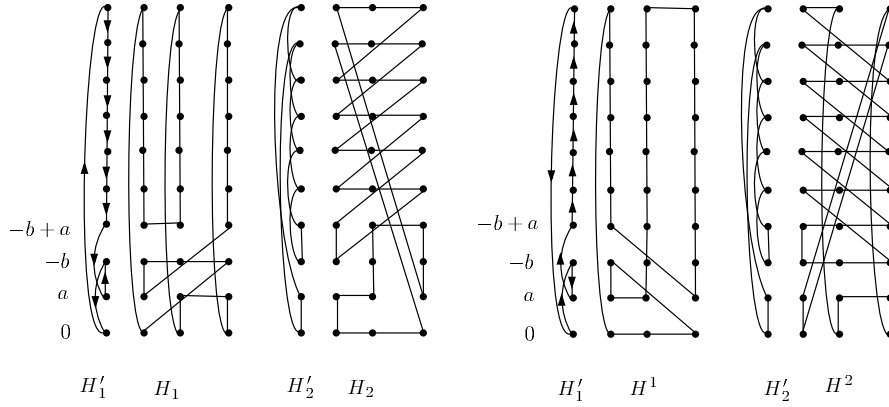 −b + a −b + a
−b −b
a a
0 0
H′₁ H₁ H′₂ H₂ H′₁ H¹ H′₂ H²